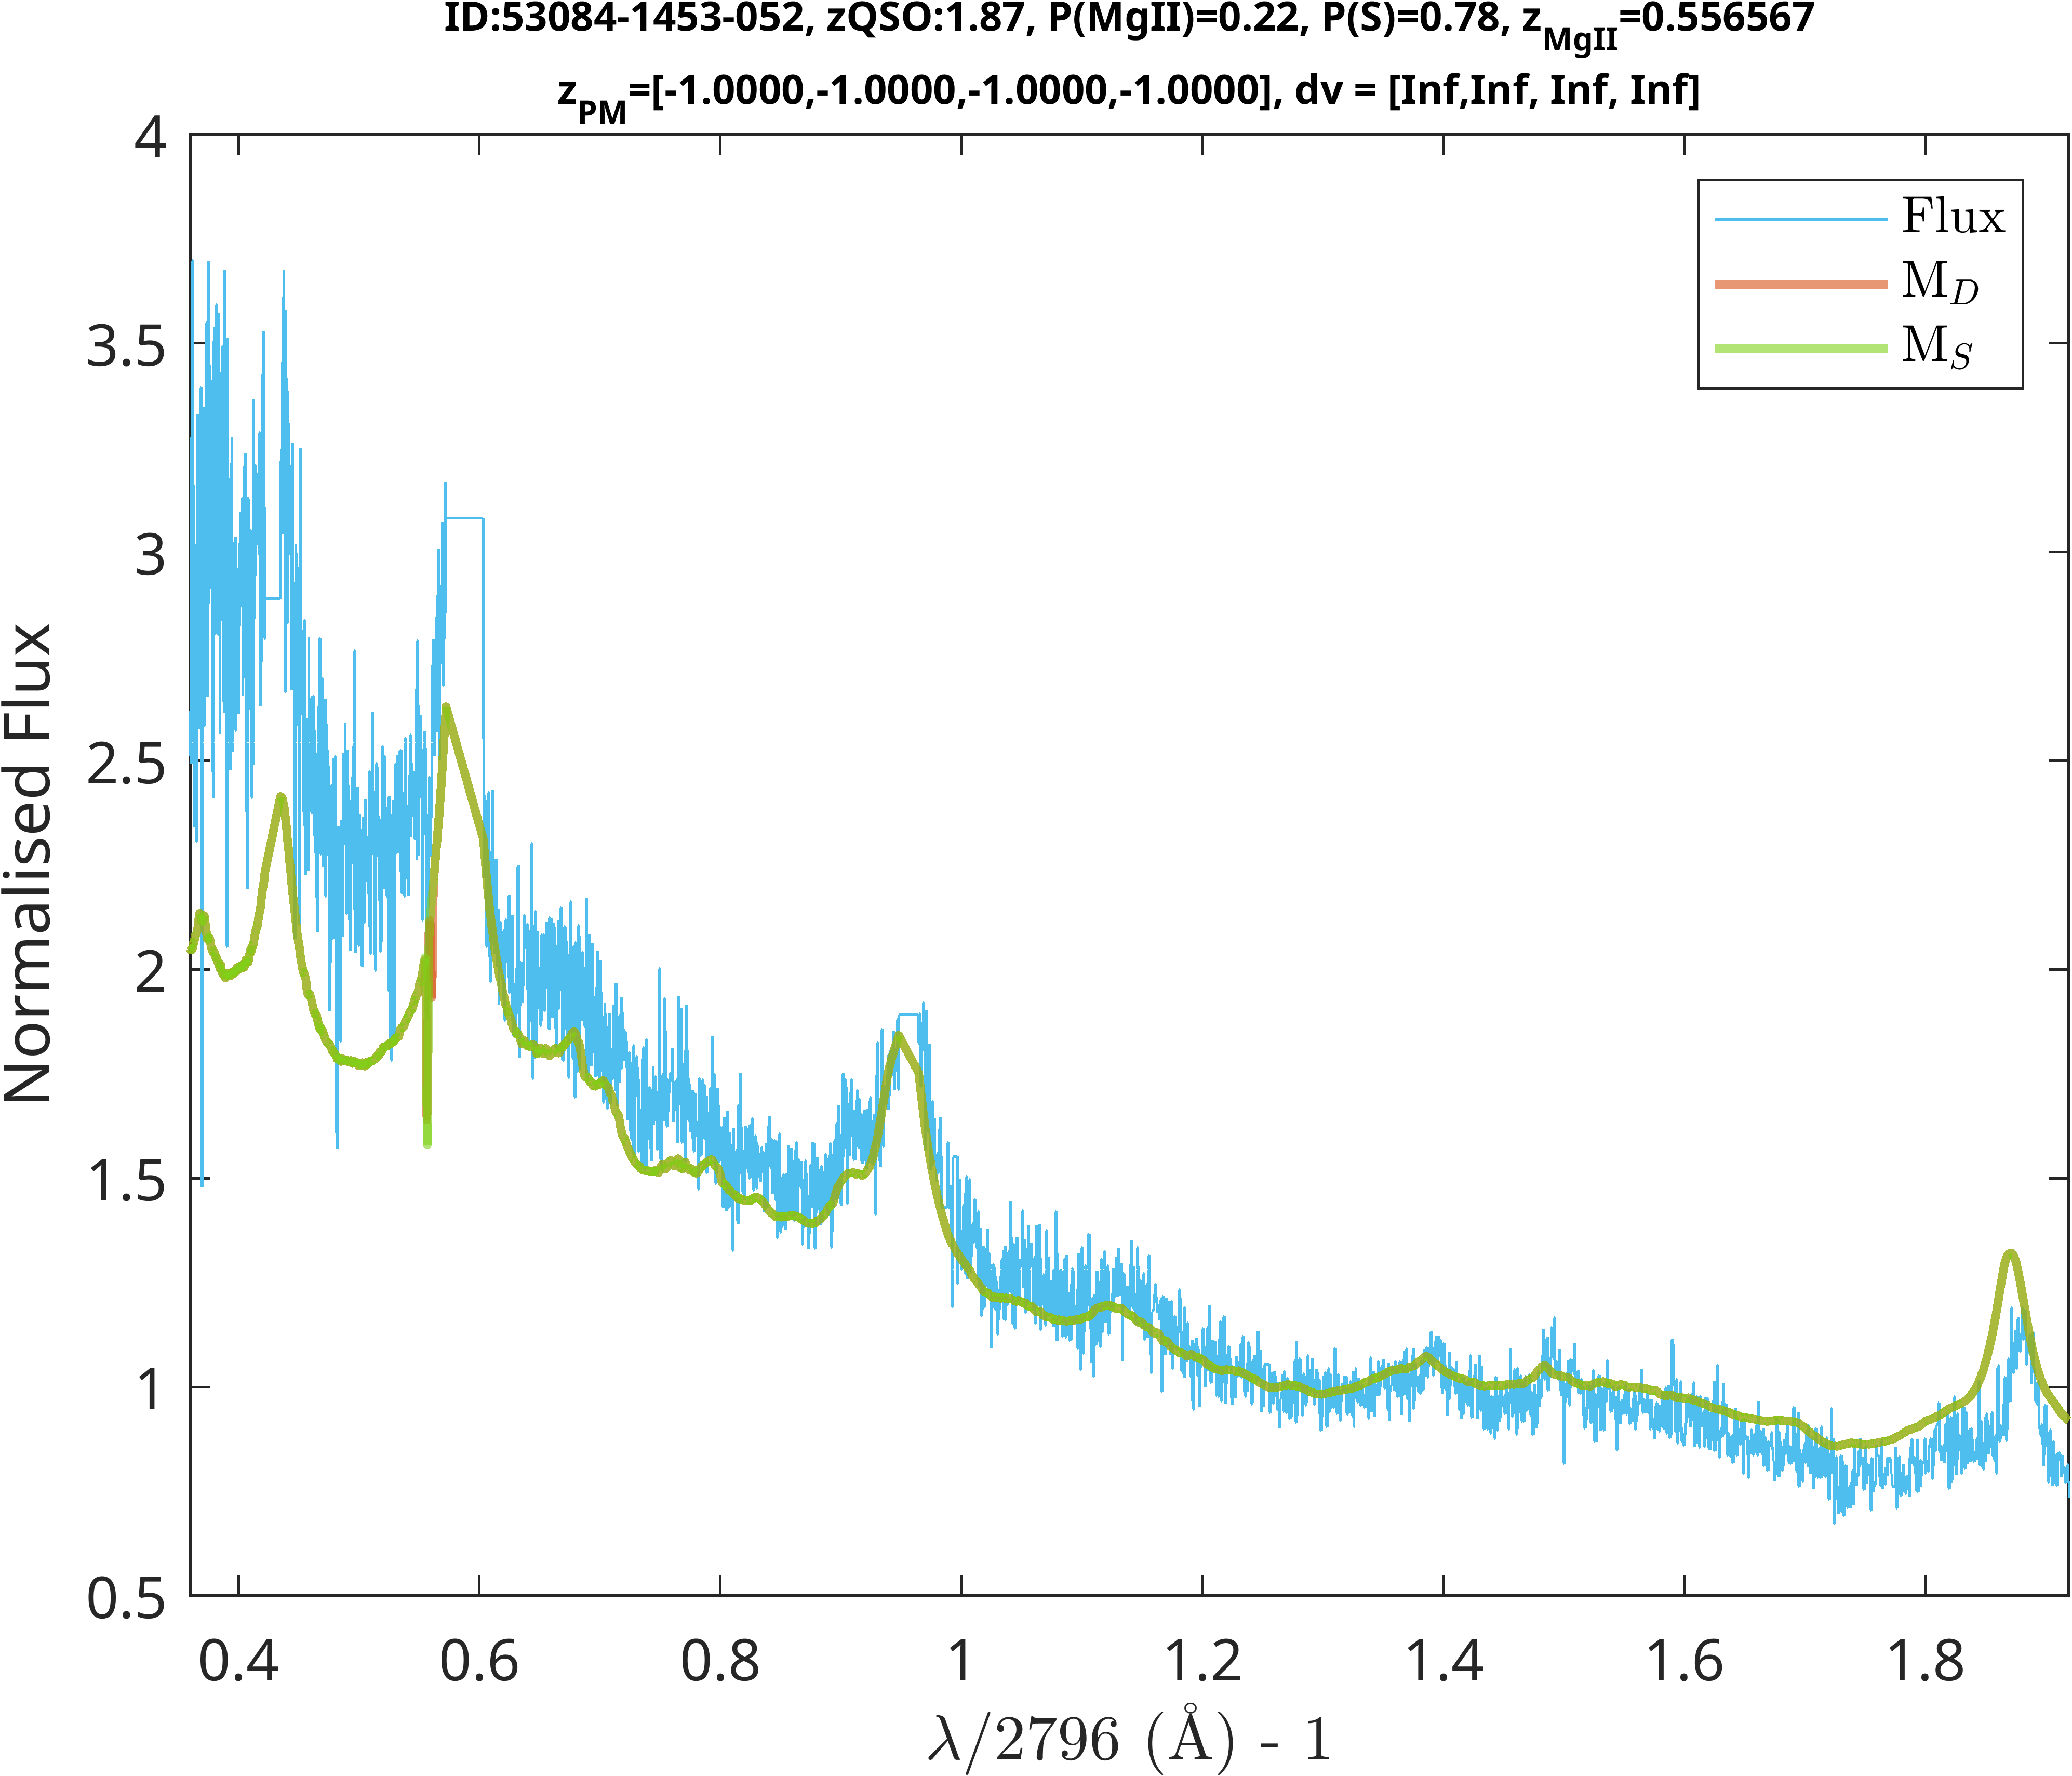 ID:53084-1453-052, zQSO:1.87, P(MgII)=0.22, P(S)=0.78, zMgII=0.556567
zPM=[-1.0000,-1.0000,-1.0000,-1.0000], dv = [Inf,Inf, Inf, Inf]
4
3.5
3
2.5
2
1.5
1
0.5
Normalised Flux
Flux
MD
MS
0.4 0.6 0.8 1 1.2 1.4 1.6 1.8
λ/2796 (Å) - 1